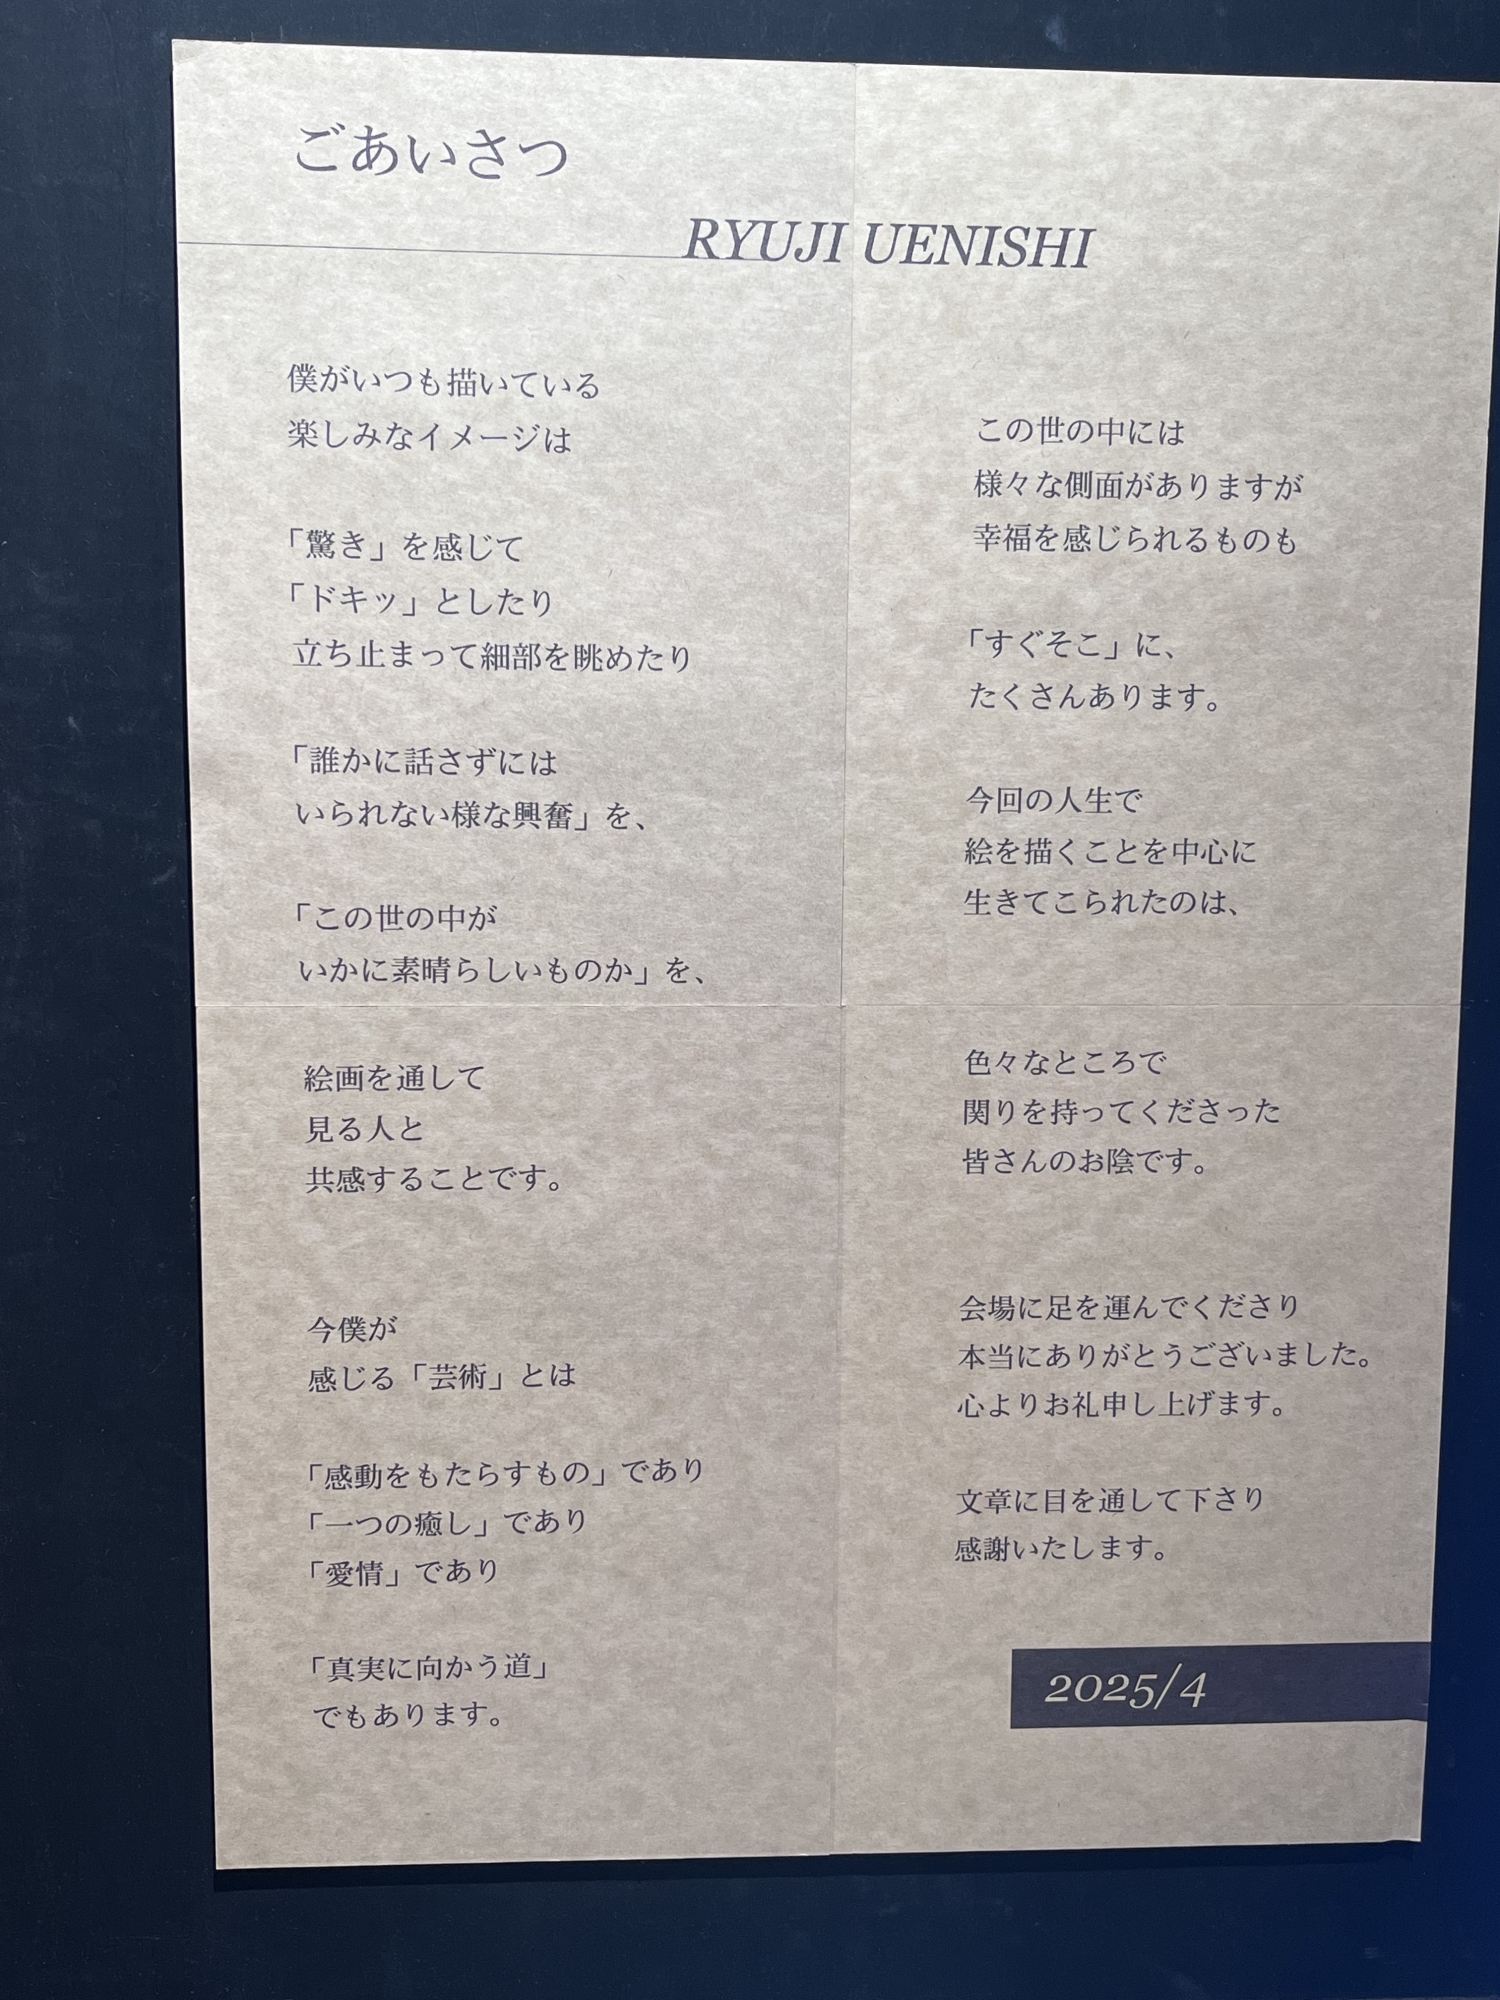 ごあいさつ
RYUJI UENISHI
僕がいつも描いている
楽しみなイメージは
「驚き」を感じて
「ドキッ」としたり
立ち止まって細部を眺めたり
「誰かに話さずには
いられない様な興奮」を、
「この世の中が
いかに素晴らしいものか」を、
絵画を通して
見る人と
共感することです。
今僕が
感じる「芸術」とは
「感動をもたらすもの」であり
「一つの癒し」であり
「愛情」であり
「真実に向かう道」
でもあります。
この世の中には
様々な側面がありますが
幸福を感じられるものも
「すぐそこ」に、
たくさんあります。
今回の人生で
絵を描くことを中心に
生きてこられたのは、
色々なところで
関りを持ってくださった
皆さんのお陰です。
会場に足を運んでくださり
本当にありがとうございました。
心よりお礼申し上げます。
文章に目を通して下さり
感謝いたします。
2025/4